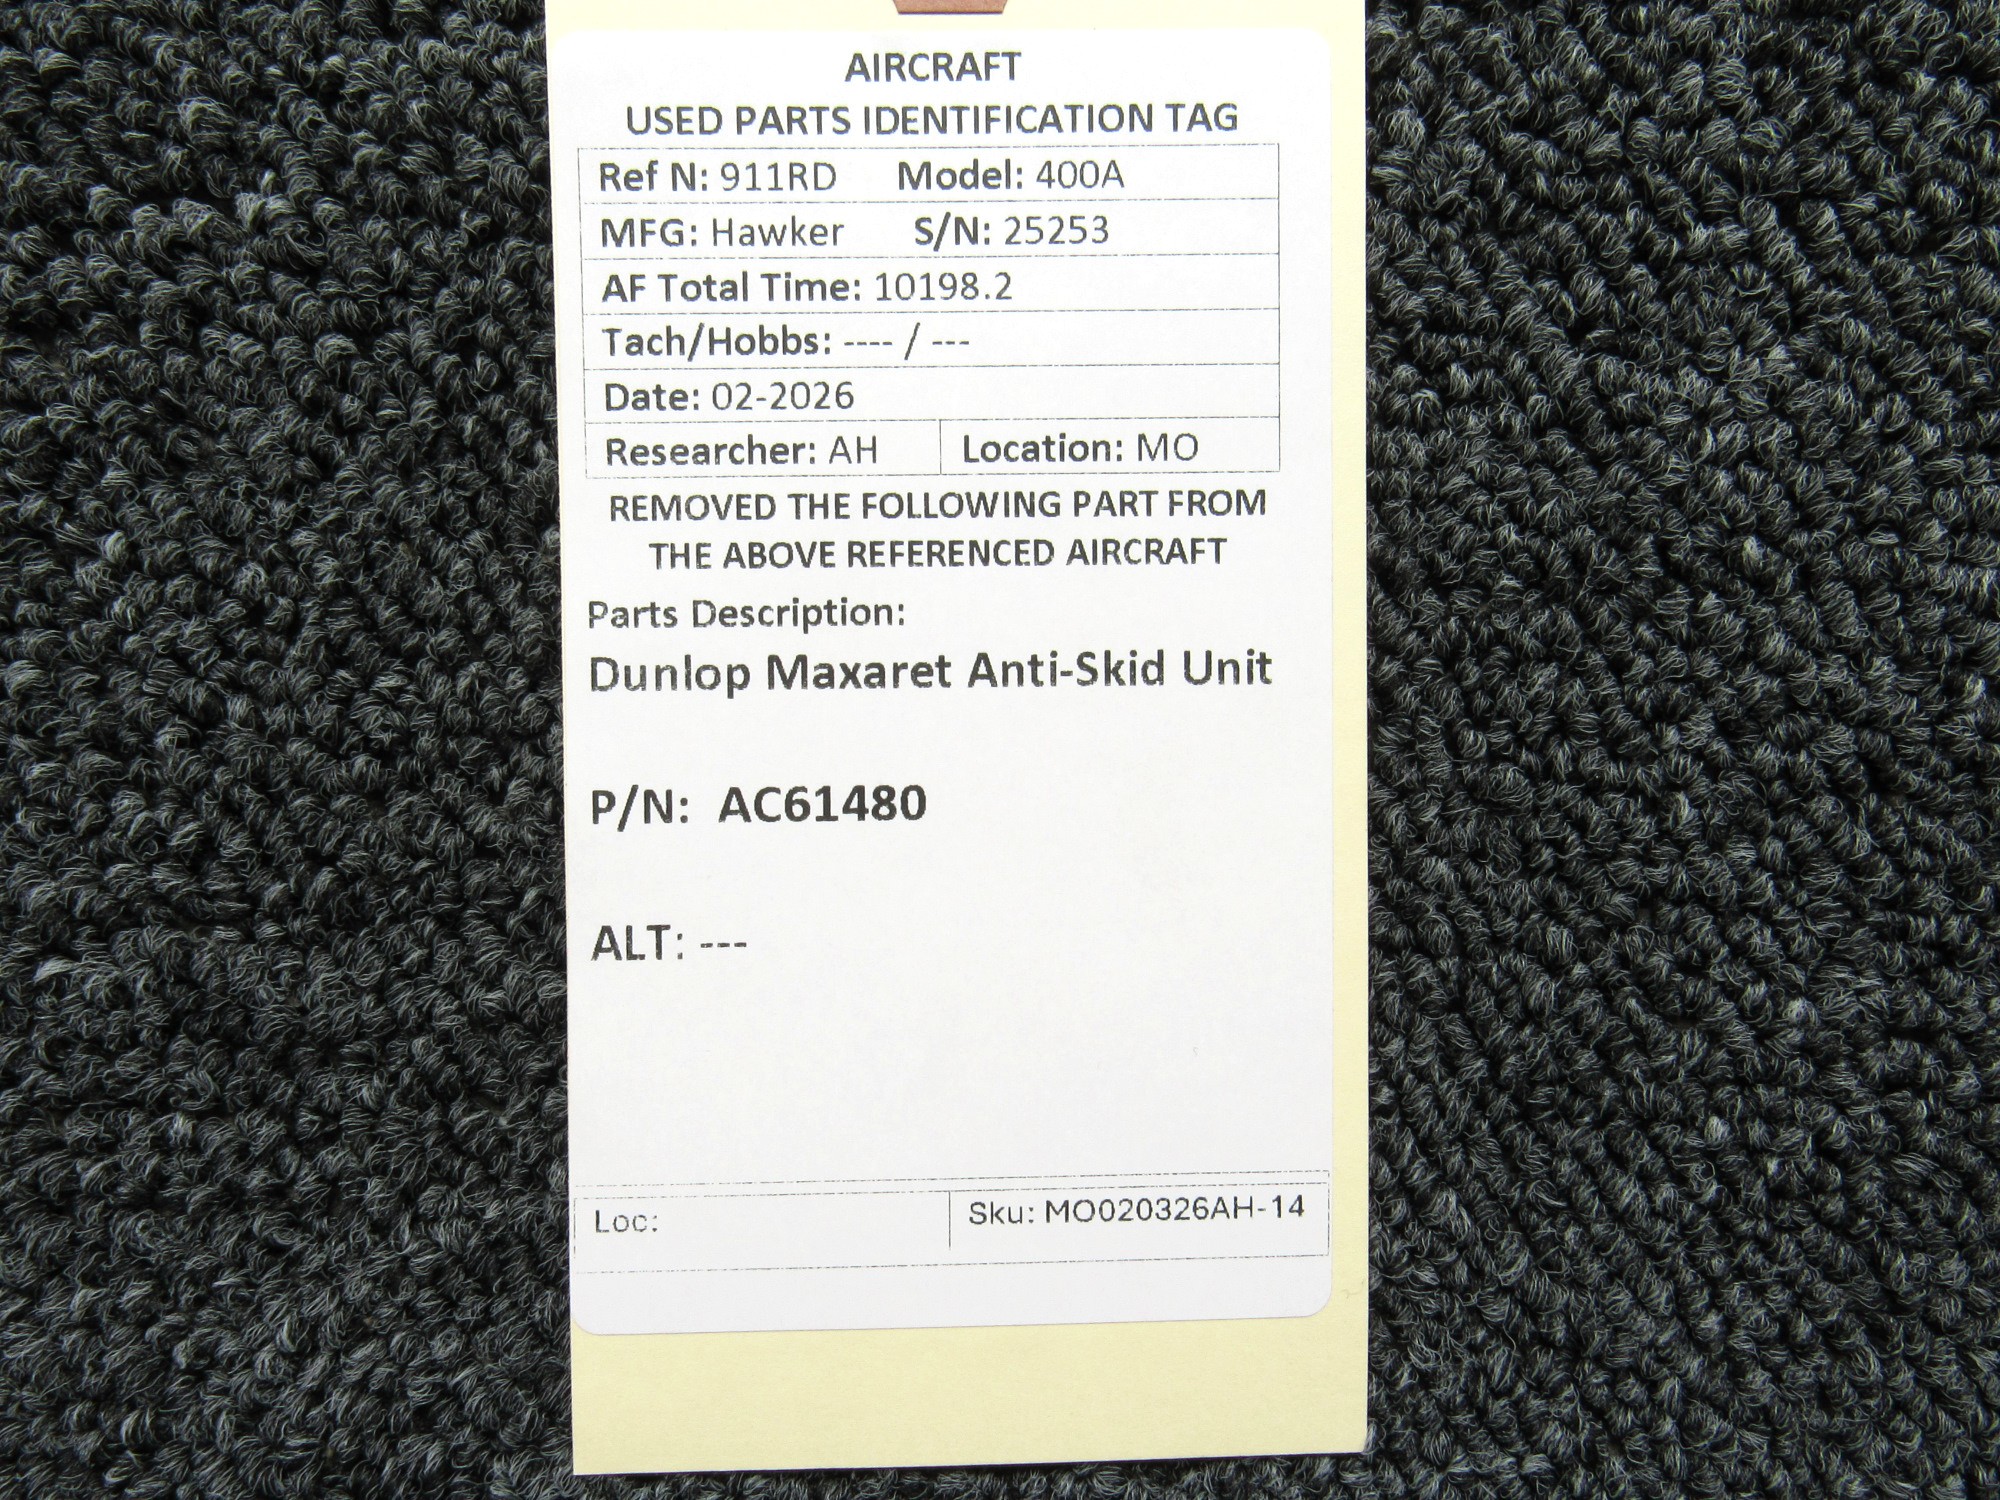 AIRCRAFT
USED PARTS IDENTIFICATION TAG
Ref N: 911RD Model: 400A
MFG: Hawker S/N: 25253
AF Total Time: 10198.2
Tach/Hobbs: ---- / ---
Date: 02-2026
Researcher: AH Location: MO
REMOVED THE FOLLOWING PART FROM
THE ABOVE REFERENCED AIRCRAFT
Parts Description:
Dunlop Maxaret Anti-Skid Unit
P/N: AC61480
ALT: ---
Loc: Sku: MO020326AH-14